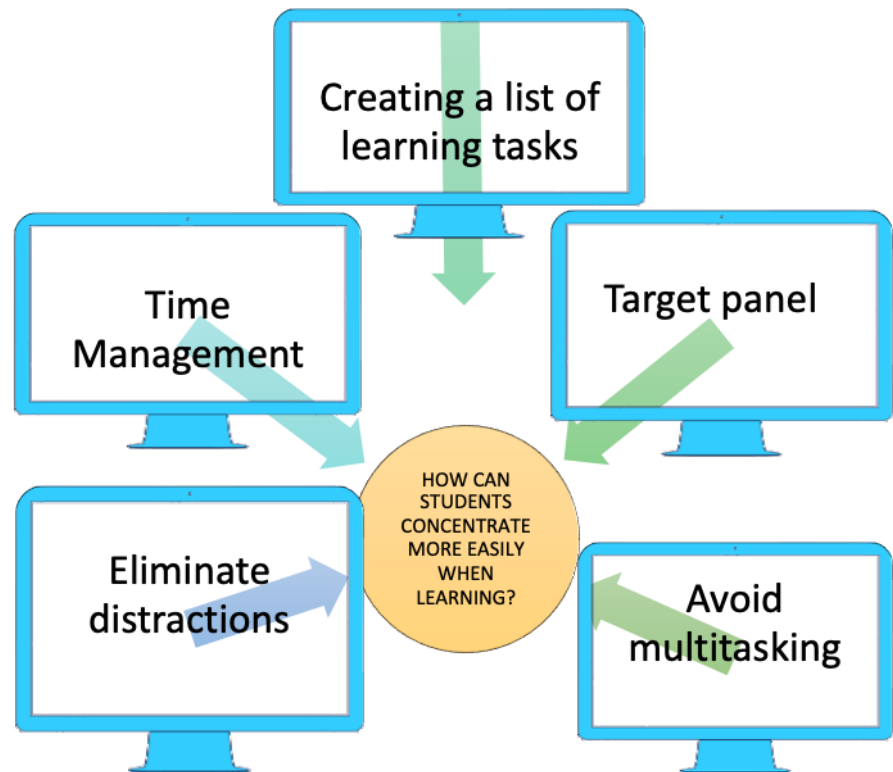 Creating a list of
learning tasks
Time
Management
Target panel
HOW CAN
STUDENTS
CONCENTRATE
MORE EASILY
WHEN
LEARNING?
Eliminate
distractions
Avoid
multitasking